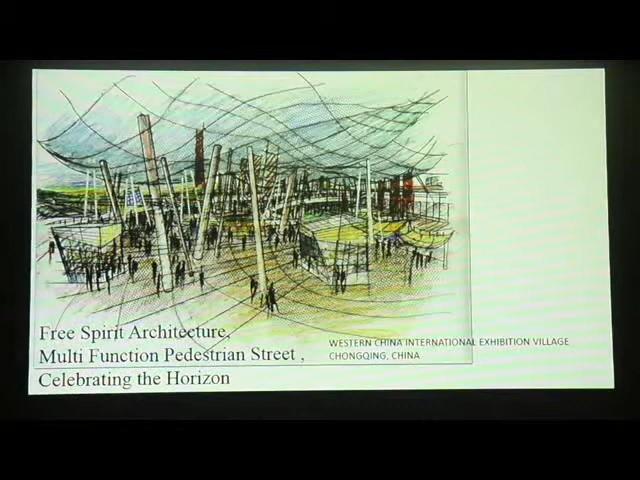 Free Spirit Architecture,
Multi Function Pedestrian Street ,
Celebrating the Horizon
WESTERN CHINA INTERNATIONAL EXHIBITION VILLAGE
CHONGQING, CHINA